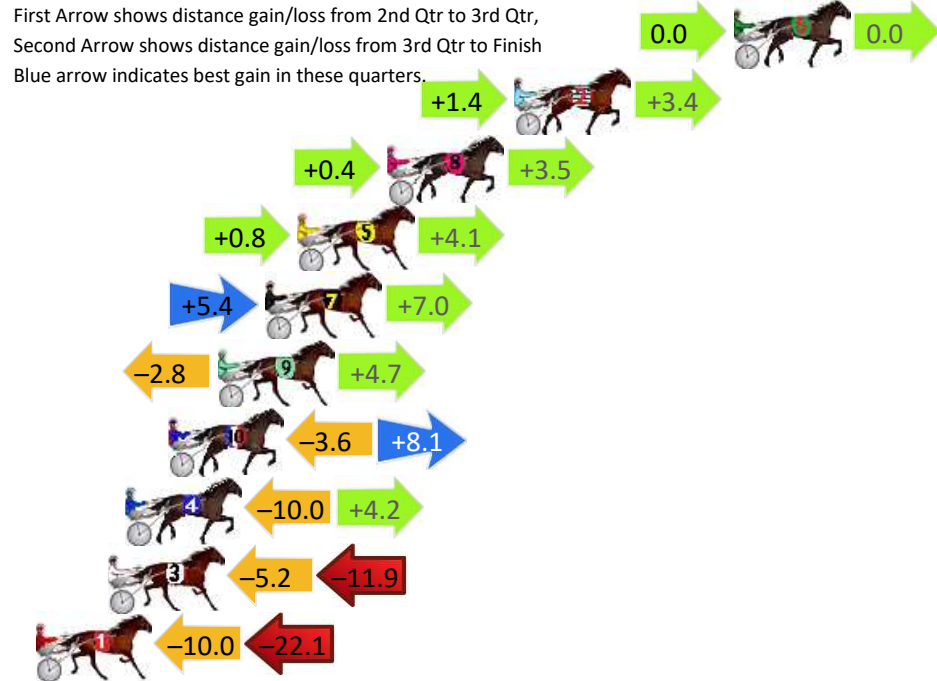 First Arrow shows distance gain/loss from 2nd Qtr to 3rd Qtr,
Second Arrow shows distance gain/loss from 3rd Qtr to Finish
Blue arrow indicates best gain in these quarters.
0.0 6 0.0
+1.4 2 +3.4
+0.4 8 +3.5
+0.8 5 +4.1
+5.4 7 +7.0
–2.8 9 +4.7
10 –3.6 +8.1
4 –10.0 +4.2
3 –5.2 –11.9
1 –10.0 –22.1